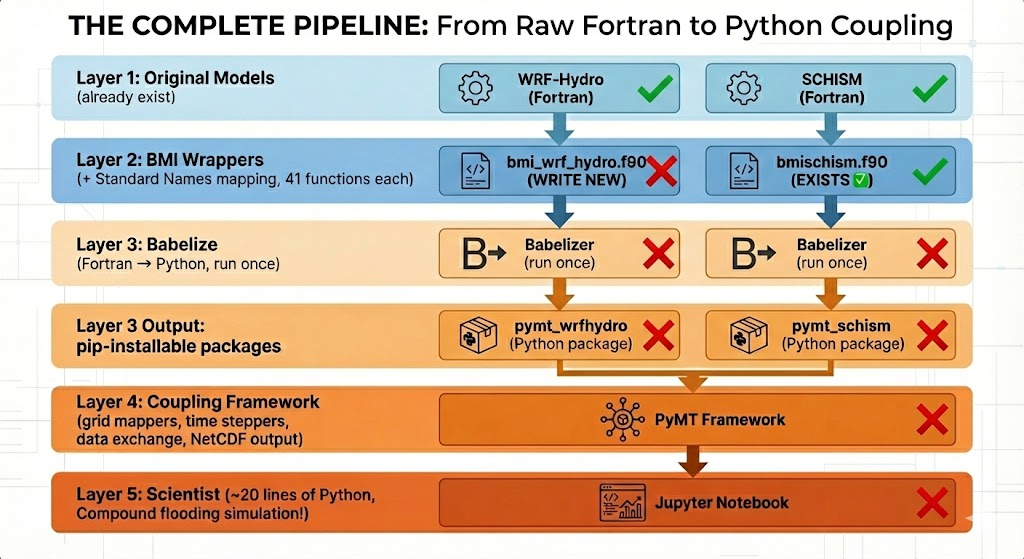 THE COMPLETE PIPELINE: From Raw Fortran to Python Coupling
Layer 1: Original Models
(already exist)
WRF-Hydro
(Fortran)
SCHISM
(Fortran)
Layer 2: BMI Wrappers
(+ Standard Names mapping, 41 functions each)
bmi_wrf_hydro.f90
(WRITE NEW)
bmischism.f90
(EXISTS ✅)
Layer 3: Babelize
(Fortran → Python, run once)
B→
Babelizer
(run once)
B→
Babelizer
(run once)
Layer 3 Output:
pip-installable packages
pymt_wrfhydro
(Python package)
pymt_schism
(Python package)
Layer 4: Coupling Framework
(grid mappers, time steppers,
data exchange, NetCDF output)
PyMT Framework
Layer 5: Scientist (~20 lines of Python,
Compound flooding simulation!)
Jupyter Notebook